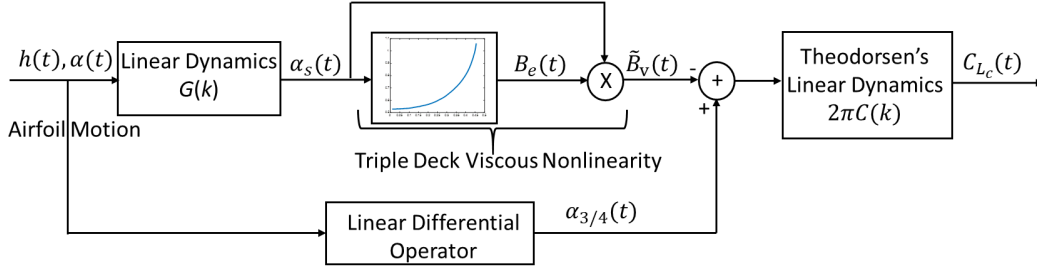 h(t), α(t)
Airfoil Motion
Linear Dynamics
G(k)
α_s(t)
B_e(t)
X
B̃_v(t)
-
+
+
Theodorsen's
Linear Dynamics
2πC(k)
C_{L_c}(t)
Triple Deck Viscous Nonlinearity
Linear Differential
Operator
α_{3/4}(t)